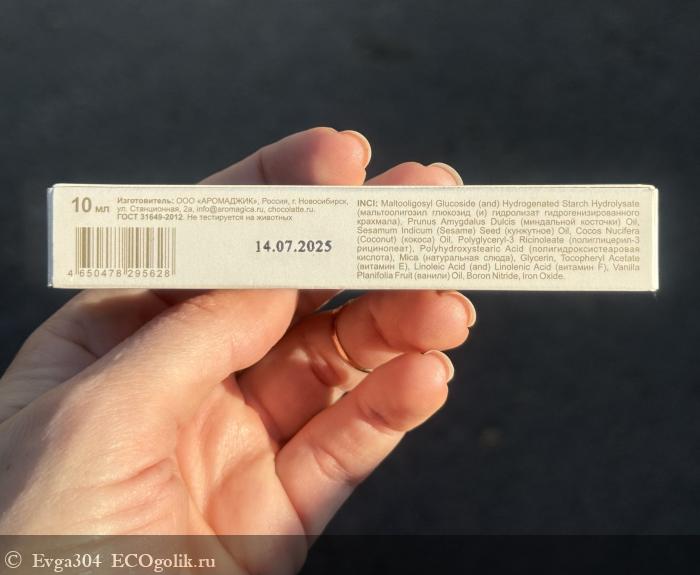 10 мл
Изготовитель: ООО «АРОМАДЖИК», Россия, г. Новосибирск,
ул. Станционная, 2а, info@aromagica.ru, chocolatte.ru.
ГОСТ 31649-2012. Не тестируется на животных
4 650478 295628
14.07.2025
INCI: Maltooligosyl Glucoside (and) Hydrogenated Starch Hydrolysate
(мальтоолигозил глюкозид (и) гидролизат гидрогенизированного
крахмала), Prunus Amygdalus Dulcis (миндальной косточки) Oil,
Sesamum Indicum (Sesame) Seed (кунжутное) Oil, Cocos Nucifera
(Coconut) (кокоса) Oil, Polyglyceryl-3 Ricinoleate (полиглицерил-3
рицинолеат), Polyhydroxystearic Acid (полигидроксистеаровая
кислота), Mica (натуральная слюда), Glycerin, Tocopheryl Acetate
(витамин Е), Linoleic Acid (and) Linolenic Acid (витамин F), Vanilla
Planifolia Fruit (ванили) Oil, Boron Nitride, Iron Oxide.
© Evga304 ECOgolik.ru